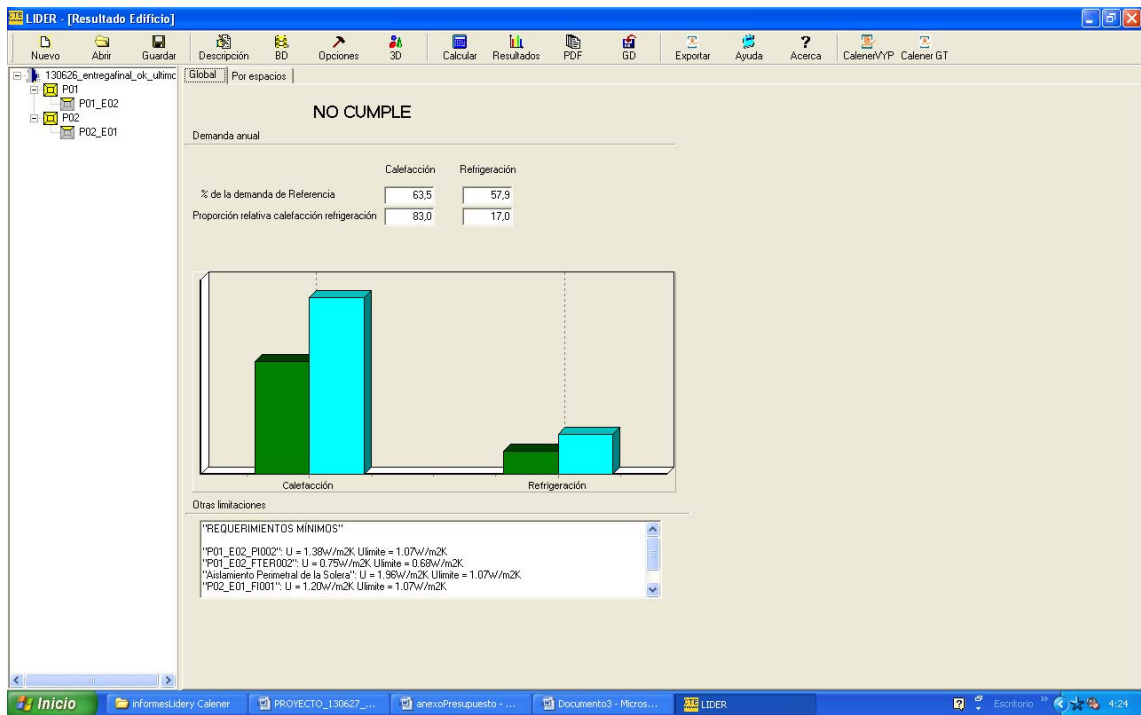 CTE LIDER - [Resultado Edificio]
Nuevo Abrir Guardar Descripción BD Opciones 3D Calcular Resultados PDF GD Exportar Ayuda Acerca CalenerVYP Calener GT
130626_entregafinal_ok_ultimc
P01
P01_E02
P02
P02_E01
Global Por espacios
NO CUMPLE
Demanda anual
Calefacción Refrigeración
% de la demanda de Referencia 63,5 57,9
Proporción relativa calefacción refrigeración 83,0 17,0
Calefacción Refrigeración
Otras limitaciones
"REQUERIMIENTOS MÍNIMOS"
"P01_E02_PI002": U = 1.38W/m2K Ulimite = 1.07W/m2K
"P01_E02_FTER002": U = 0.75W/m2K Ulimite = 0.68W/m2K
"Aislamiento Perimetral de la Solera": U = 1.96W/m2K Ulimite = 1.07W/m2K
"P02_E01_FI001": U = 1.20W/m2K Ulimite = 1.07W/m2K
Inicio informesLidery Calener PROYECTO_130627_... anexoPresupuesto - ... Documento3 - Micros... CTE LIDER ? Escritorio » 4:24